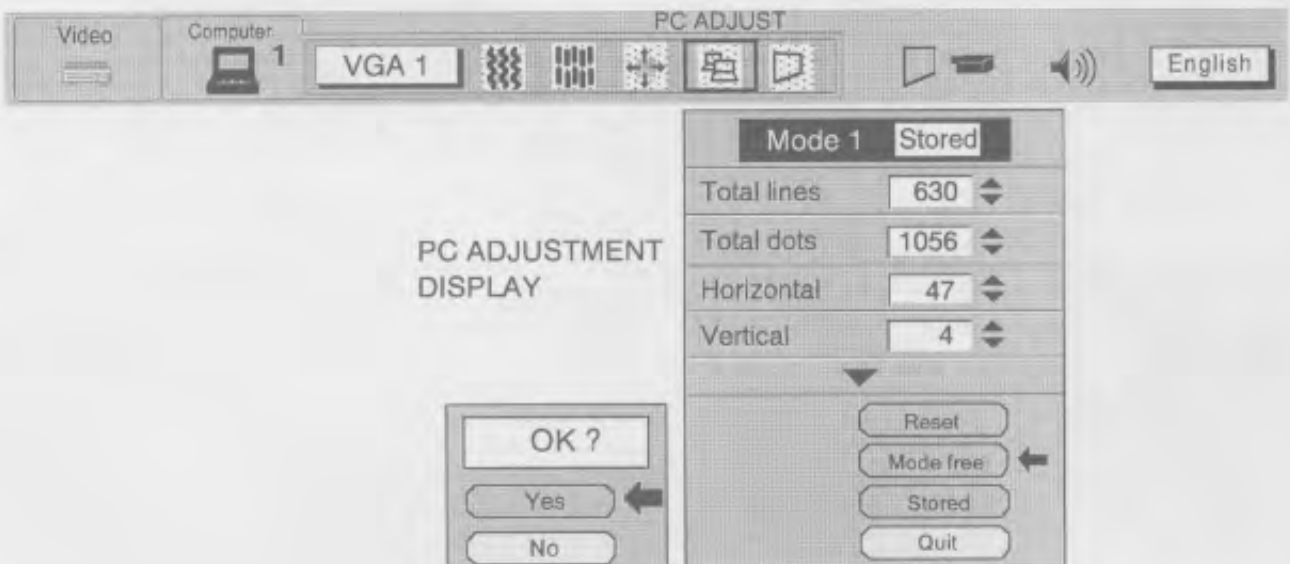 PC ADJUST
Video
Computer
1
VGA 1
English
Mode 1 Stored
Total lines 630
Total dots 1056
Horizontal 47
Vertical 4
PC ADJUSTMENT
DISPLAY
Reset
Mode free
Stored
Quit
OK ?
Yes
No